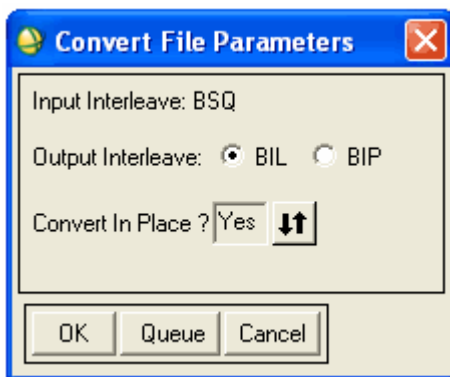 Convert File Parameters
Input Interleave: BSQ
Output Interleave: BIL BIP
Convert In Place ? Yes
OK Queue Cancel